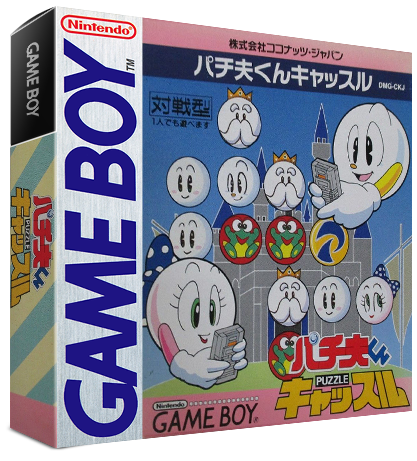 Nintendo®
GAME BOY
GAME BOY™
株式会社ココナッツ・ジャパン
パチ夫くんキャッスル DMG-CKJ
対戦型
1人でも遊べます
パチ夫くん
PUZZLE
キャッスル
Nintendo
GAME BOY®
パチ夫くん
PUZZLE
キャッスル